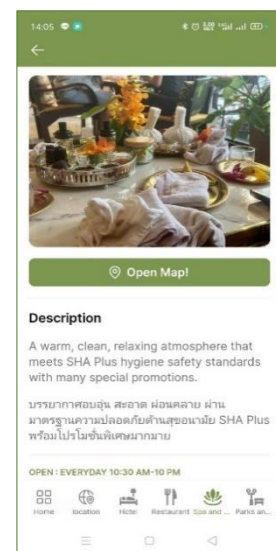 14:05
Open Map!
Description
A warm, clean, relaxing atmosphere that
meets SHA Plus hygiene safety standards
with many special promotions.
บรรยากาศอบอุ่น สะอาด ผ่อนคลาย ผ่าน
มาตรฐานความปลอดภัยด้านสุขอนามัย SHA Plus
พร้อมโปรโมชั่นพิเศษมากมาย
OPEN : EVERYDAY 10:30 AM-10 PM
Home location Hotel Restaurant Spa and ... Parks an...